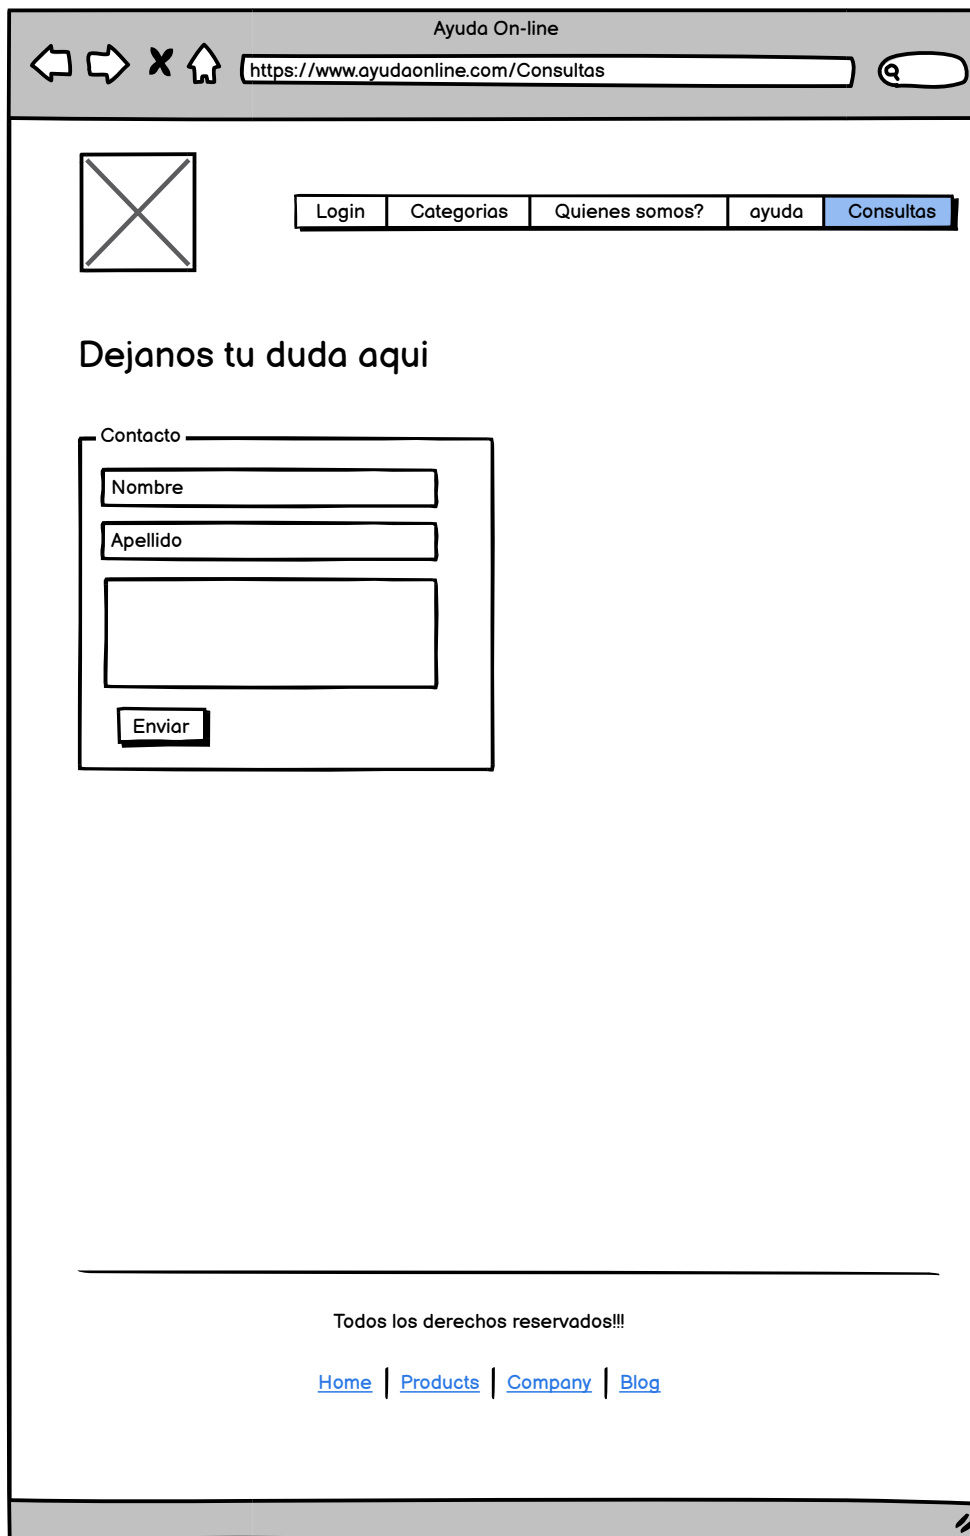 Ayuda On-line
https://www.ayudaonline.com/Consultas
Login Categorias Quienes somos? ayuda Consultas
Dejanos tu duda aqui
Contacto
Nombre
Apellido
Enviar
Todos los derechos reservados!!!
Home Products Company Blog